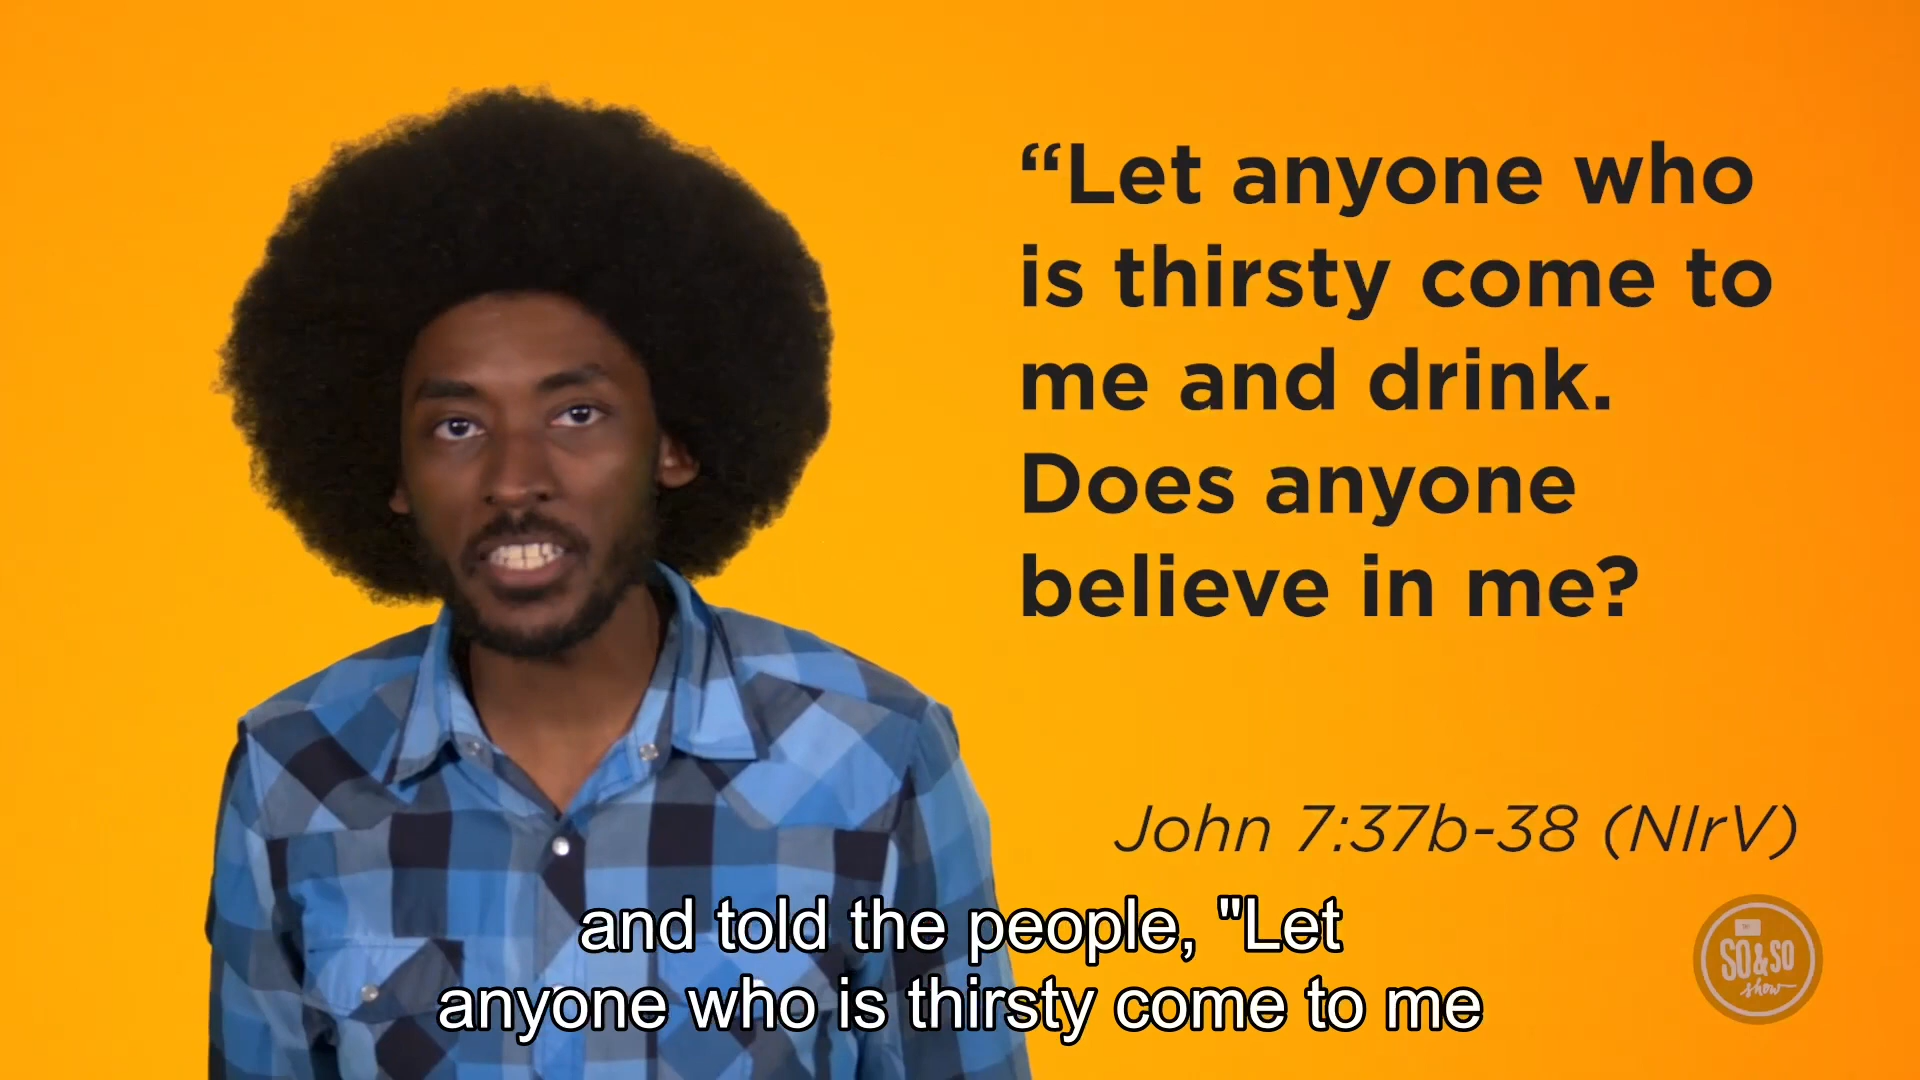 “Let anyone who
is thirsty come to
me and drink.
Does anyone
believe in me?
John 7:37b-38 (NIrV)
and told the people, "Let
anyone who is thirsty come to me
SO&SO
show